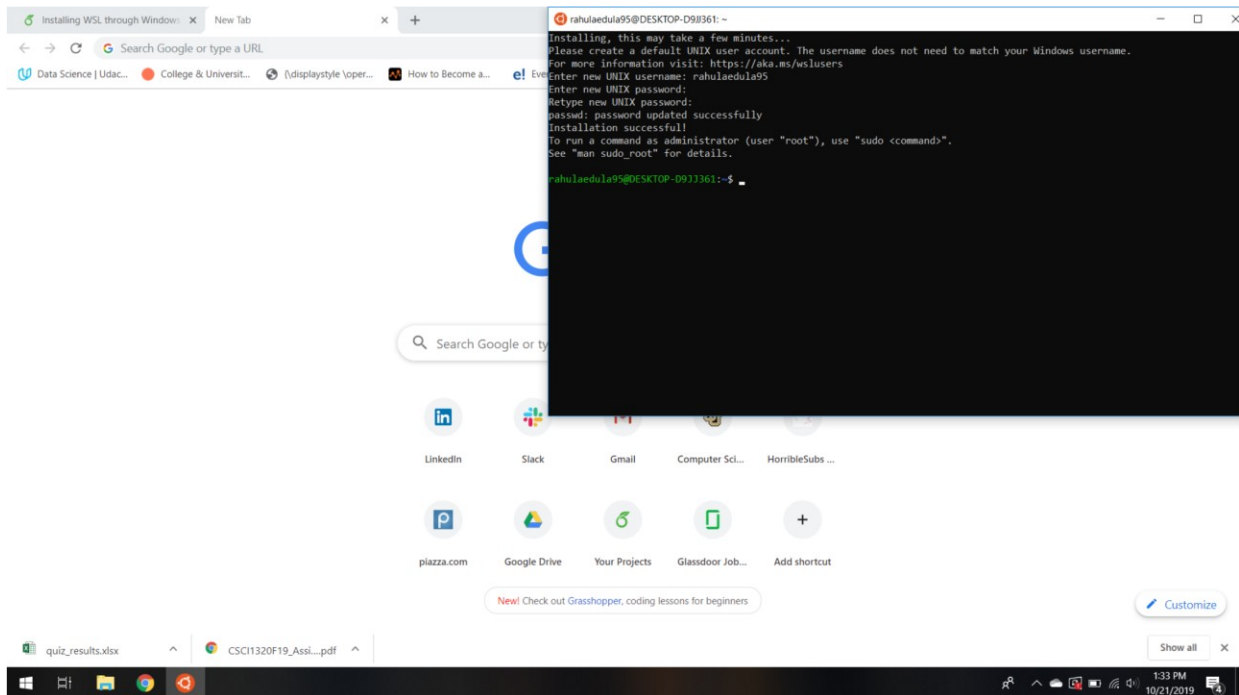 Installing WSL through Window:
New Tab
Search Google or type a URL
Data Science | Udac...
College & Universit...
{\displaystyle \oper...
How to Become a...
Eve
rahulaedula95@DESKTOP-D9JJ361: ~
Installing, this may take a few minutes...
Please create a default UNIX user account. The username does not need to match your Windows username.
For more information visit: https://aka.ms/wslusers
Enter new UNIX username: rahulaedula95
Enter new UNIX password:
Retype new UNIX password:
passwd: password updated successfully
Installation successful!
To run a command as administrator (user "root"), use "sudo <command>".
See "man sudo_root" for details.
rahulaedula95@DESKTOP-D9JJ361:~$
Search Google or ty
LinkedIn
Slack
Gmail
Computer Sci...
HorribleSubs ...
piazza.com
Google Drive
Your Projects
Glassdoor Job...
Add shortcut
New! Check out Grasshopper, coding lessons for beginners
Customize
quiz_results.xlsx
CSCI1320F19_Assi....pdf
Show all
1:33 PM
10/21/2019
4